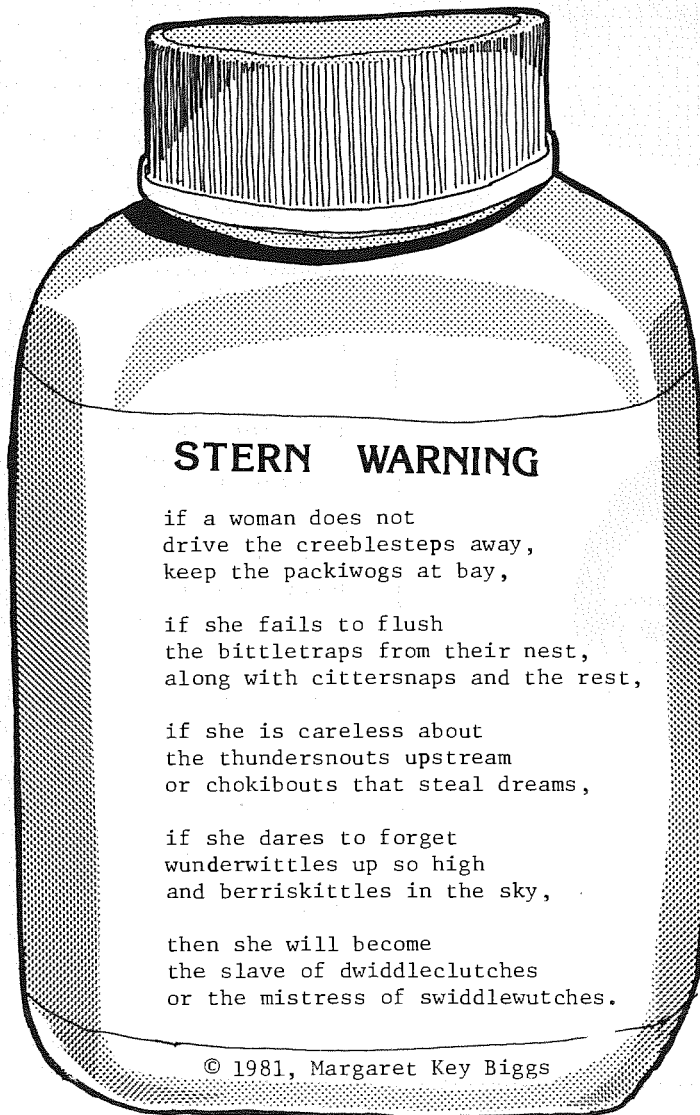 STERN WARNING
if a woman does not
drive the creeblesteps away,
keep the packiwogs at bay,
if she fails to flush
the bittletraps from their nest,
along with cittersnaps and the rest,
if she is careless about
the thundersnouts upstream
or chokibouts that steal dreams,
if she dares to forget
wunderwittles up so high
and berriskittles in the sky,
then she will become
the slave of dwiddleclutches
or the mistress of swiddlewutches.
© 1981, Margaret Key Biggs